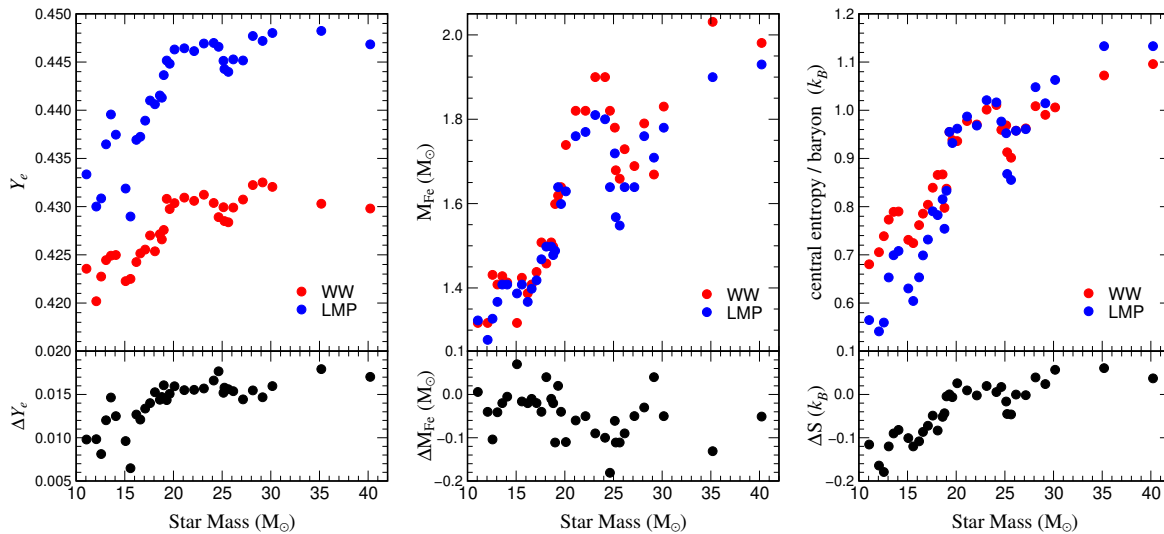 0.450
0.445
0.440
0.435
0.430
0.425
0.420
0.020
Y_e
WW
LMP
0.015
0.010
0.005
ΔY_e
10 15 20 25 30 35 40
Star Mass (M⊙)
2.0
1.8
1.6
1.4
0.1
M_Fe (M⊙)
WW
LMP
0.0
−0.1
−0.2
ΔM_Fe (M⊙)
10 15 20 25 30 35 40
Star Mass (M⊙)
1.2
1.1
1.0
0.9
0.8
0.7
0.6
0.1
central entropy / baryon (k_B)
WW
LMP
0.0
−0.1
−0.2
ΔS (k_B)
10 15 20 25 30 35 40
Star Mass (M⊙)